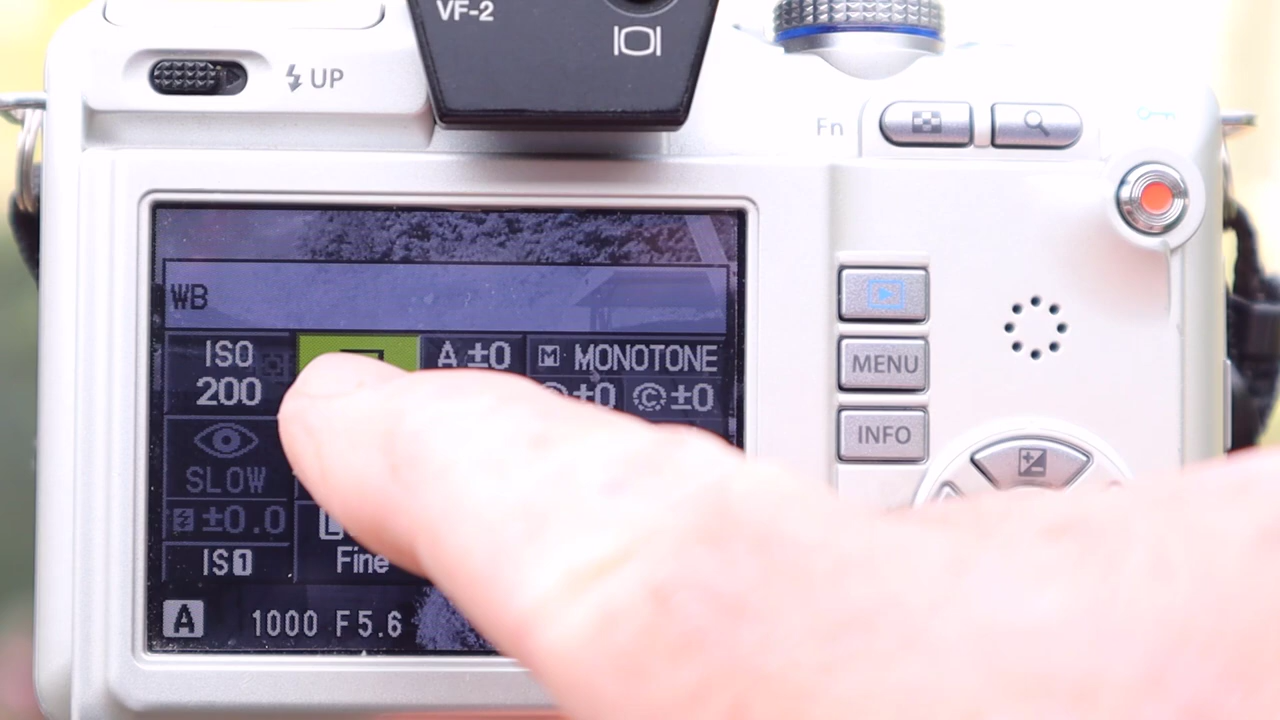 VF-2
UP
Fn
WB
ISO 200
A ±0
M MONOTONE
±0 C ±0
MENU
INFO
SLOW
±0.0
IS1
Fine
A 1000 F5.6